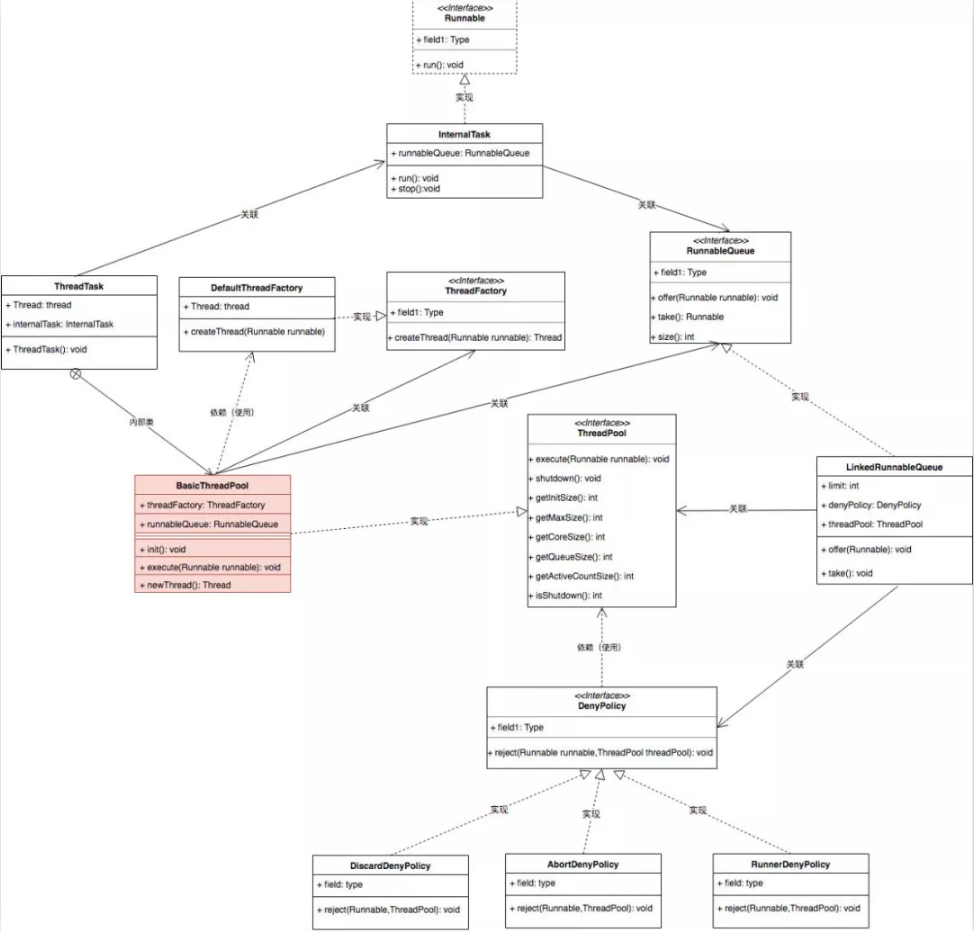 <<Interface>>
Runnable
+ field1: Type
+ run(): void
实现
InternalTask
+ runnableQueue: RunnableQueue
+ run(): void
+ stop():void
关联
关联
<<Interface>>
RunnableQueue
+ field1: Type
+ offer(Runnable runnable): void
+ take(): Runnable
+ size(): int
ThreadTask
+ Thread: thread
+ internalTask: InternalTask
+ ThreadTask(): void
DefaultThreadFactory
+ Thread: thread
+ createThread(Runnable runnable)
实现
<<Interface>>
ThreadFactory
+ field1: Type
+ createThread(Runnable runnable): Thread
内部类
依赖（使用）
关联
关联
实现
BasicThreadPool
+ threadFactory: ThreadFactory
+ runnableQueue: RunnableQueue
+ init(): void
+ execute(Runnable runnable): void
+ newThread(): Thread
实现
<<Interface>>
ThreadPool
+ execute(Runnable runnable): void
+ shutdown(): void
+ getInitSize(): int
+ getMaxSize(): int
+ getCoreSize(): int
+ getQueueSize(): int
+ getActiveCountSize(): int
+ isShutdown(): int
关联
LinkedRunnableQueue
+ limit: int
+ denyPolicy: DenyPolicy
+ threadPool: ThreadPool
+ offer(Runnable): void
+ take(): void
依赖（使用）
关联
<<Interface>>
DenyPolicy
+ field1: Type
+ reject(Runnable runnable,ThreadPool threadPool): void
实现
实现
实现
DiscardDenyPolicy
+ field: type
+ reject(Runnable,ThreadPool): void
AbortDenyPolicy
+ field: type
+ reject(Runnable,ThreadPool): void
RunnerDenyPolicy
+ field: type
+ reject(Runnable,ThreadPool): void